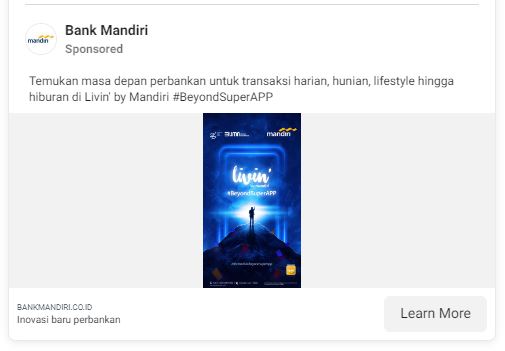 Bank Mandiri
mandiri
Sponsored
Temukan masa depan perbankan untuk transaksi harian, hunian, lifestyle hingga
hiburan di Livin' by Mandiri #BeyondSuperAPP
BUMN
mandiri
livin'
by mandiri
#BeyondSuperAPP
BANKMANDIRI.CO.ID
Inovasi baru perbankan
Learn More